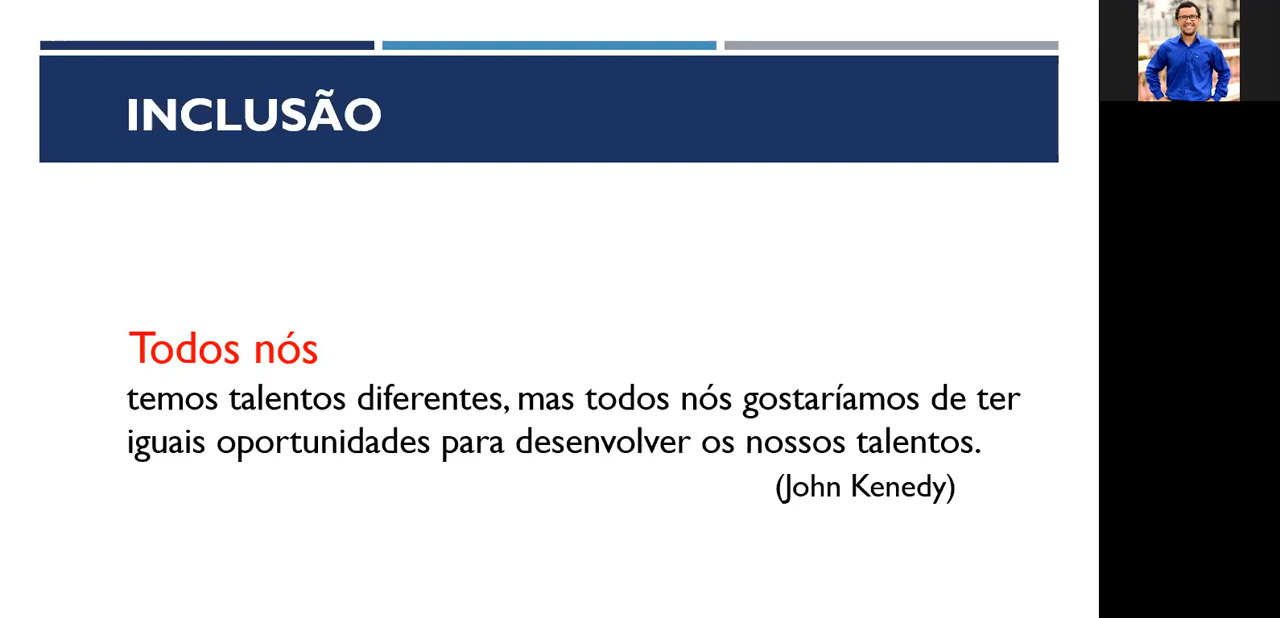 INCLUSÃO
Todos nós
temos talentos diferentes, mas todos nós gostaríamos de ter
iguais oportunidades para desenvolver os nossos talentos.
(John Kenedy)